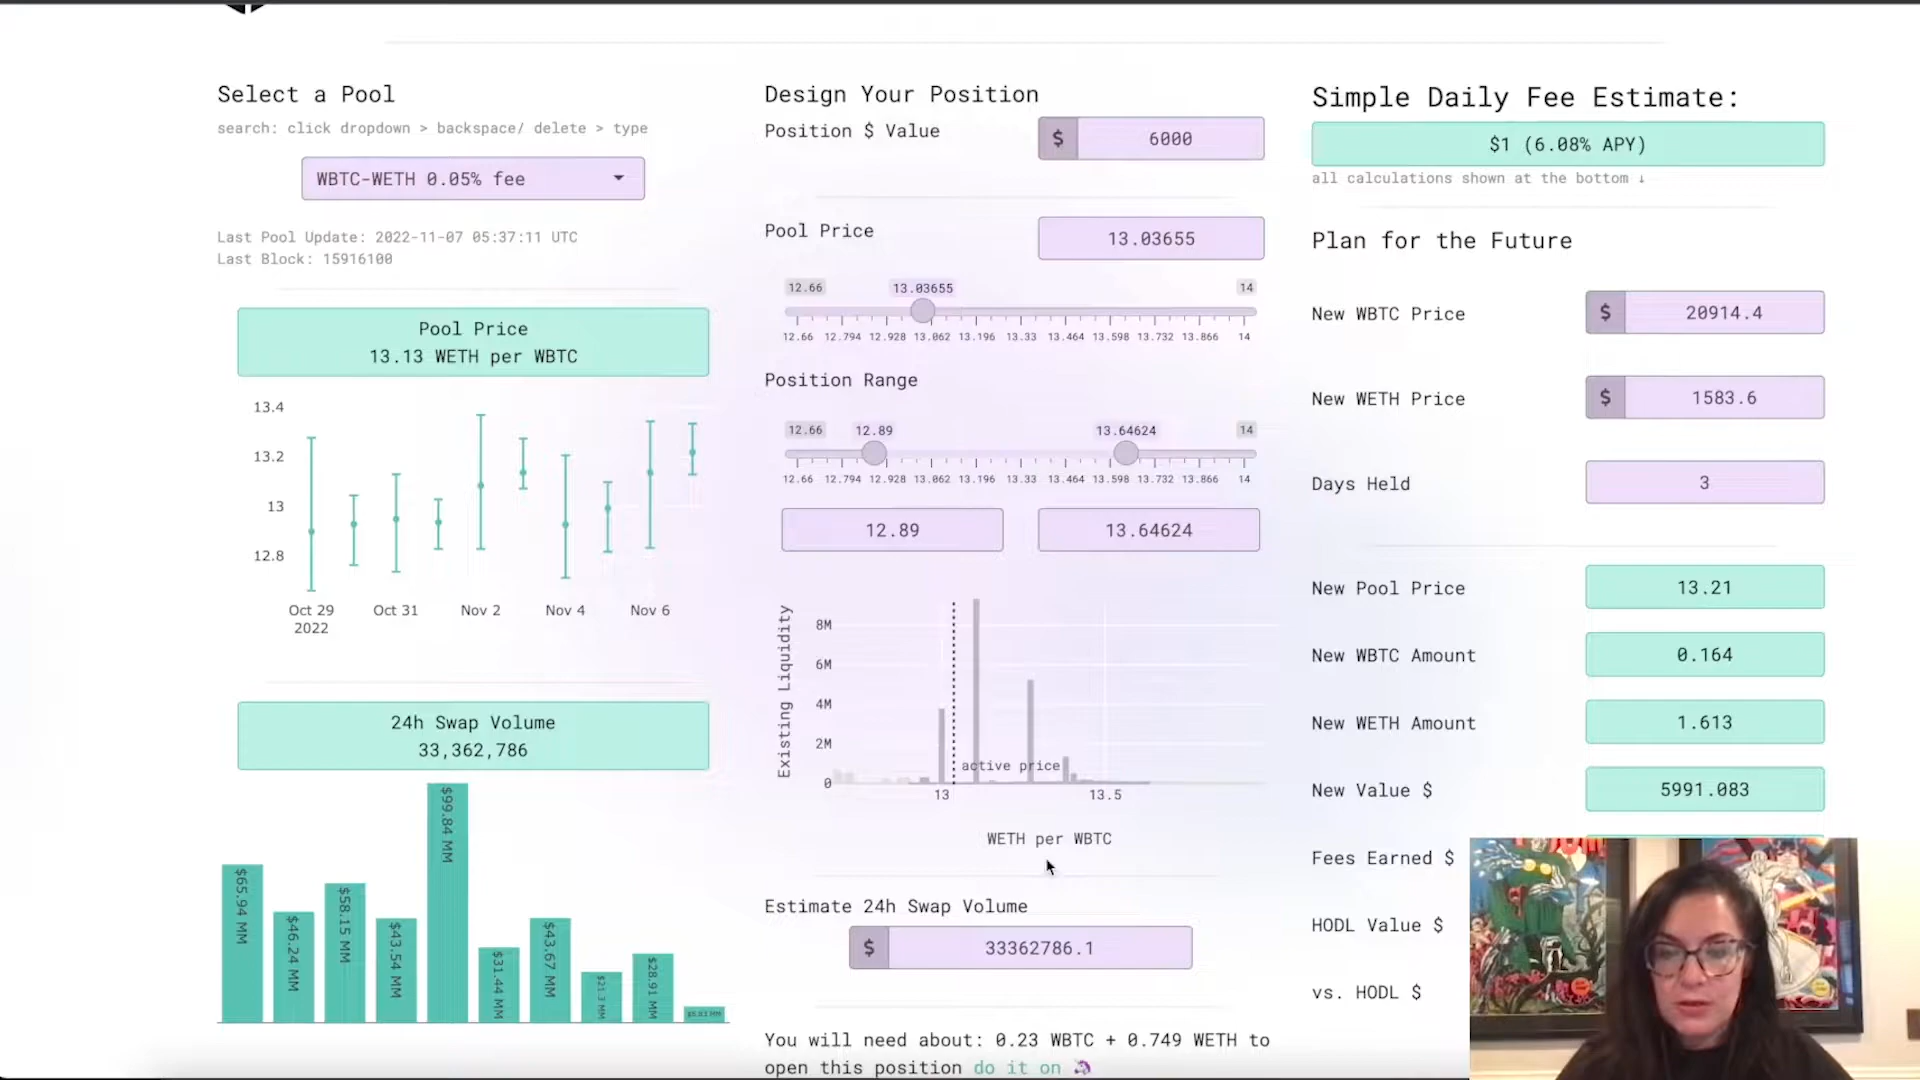 Select a Pool
search: click dropdown > backspace/ delete > type
WBTC-WETH 0.05% fee
Last Pool Update: 2022-11-07 05:37:11 UTC
Last Block: 15916100
Pool Price
13.13 WETH per WBTC
13.4
13.2
13
12.8
Oct 29
2022
Oct 31
Nov 2
Nov 4
Nov 6
24h Swap Volume
33,362,786
$65.94 MM
$46.24 MM
$58.15 MM
$43.54 MM
$99.84 MM
$31.44 MM
$43.67 MM
$21.3 MM
$28.91 MM
Design Your Position
Position $ Value
$ 6000
Pool Price
13.03655
12.66 13.03655 14
12.66 12.794 12.928 13.062 13.196 13.33 13.464 13.598 13.732 13.866 14
Position Range
12.66 12.89 13.64624 14
12.66 12.794 12.928 13.062 13.196 13.33 13.464 13.598 13.732 13.866 14
12.89 13.64624
Existing Liquidity
8M
6M
4M
2M
0
active price
13 13.5
WETH per WBTC
Estimate 24h Swap Volume
$ 33362786.1
You will need about: 0.23 WBTC + 0.749 WETH to
open this position do it on
Simple Daily Fee Estimate:
$1 (6.08% APY)
all calculations shown at the bottom ↓
Plan for the Future
New WBTC Price $ 20914.4
New WETH Price $ 1583.6
Days Held 3
New Pool Price 13.21
New WBTC Amount 0.164
New WETH Amount 1.613
New Value $ 5991.083
Fees Earned $
HODL Value $
vs. HODL $